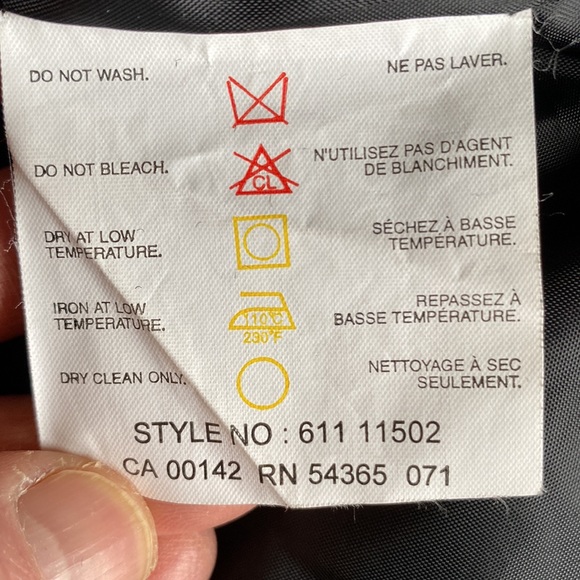 DO NOT WASH.
NE PAS LAVER.
DO NOT BLEACH.
CL
N'UTILISEZ PAS D'AGENT
DE BLANCHIMENT.
DRY AT LOW
TEMPERATURE.
SÉCHEZ À BASSE
TEMPÉRATURE.
IRON AT LOW
TEMPERATURE.
110°C
230°F
REPASSEZ À
BASSE TEMPÉRATURE.
DRY CLEAN ONLY.
NETTOYAGE À SEC
SEULEMENT.
STYLE NO : 611 11502
CA 00142 RN 54365 071